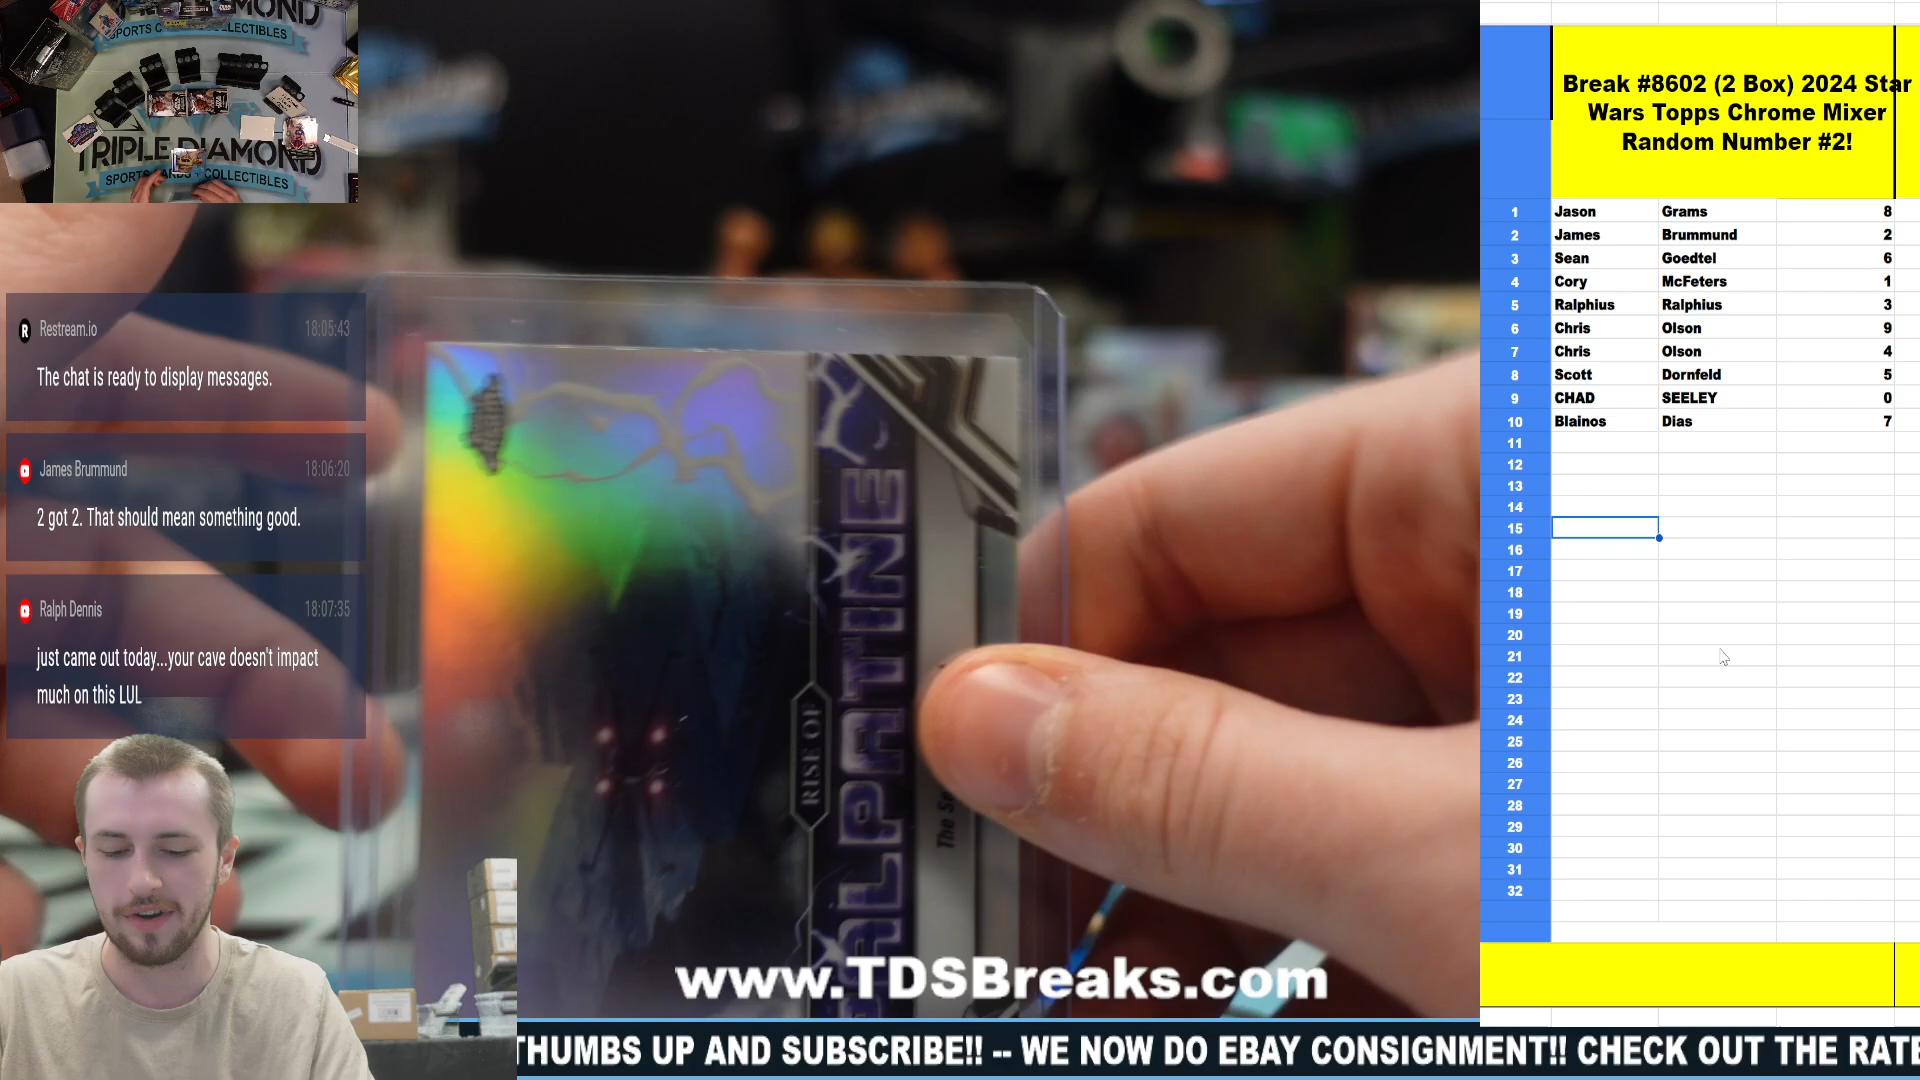 MOND
SPORTS CARDS & COLLECTIBLES
TRIPLE DIAMOND
SPORTS CARDS & COLLECTIBLES
Restream.io 18:05:43
The chat is ready to display messages.
James Brummund 18:06:20
2 got 2. That should mean something good.
Ralph Dennis 18:07:35
just came out today...your cave doesn't impact
much on this LUL
RISE OF
PALPATINE
The
www.TDSBreaks.com
THUMBS UP AND SUBSCRIBE!! -- WE NOW DO EBAY CONSIGNMENT!! CHECK OUT THE RATE
Break #8602 (2 Box) 2024 Star
Wars Topps Chrome Mixer
Random Number #2!
1 Jason Grams 8
2 James Brummund 2
3 Sean Goedtel 6
4 Cory McFeters 1
5 Ralphius Ralphius 3
6 Chris Olson 9
7 Chris Olson 4
8 Scott Dornfeld 5
9 CHAD SEELEY 0
10 Blainos Dias 7
11
12
13
14
15
16
17
18
19
20
21
22
23
24
25
26
27
28
29
30
31
32